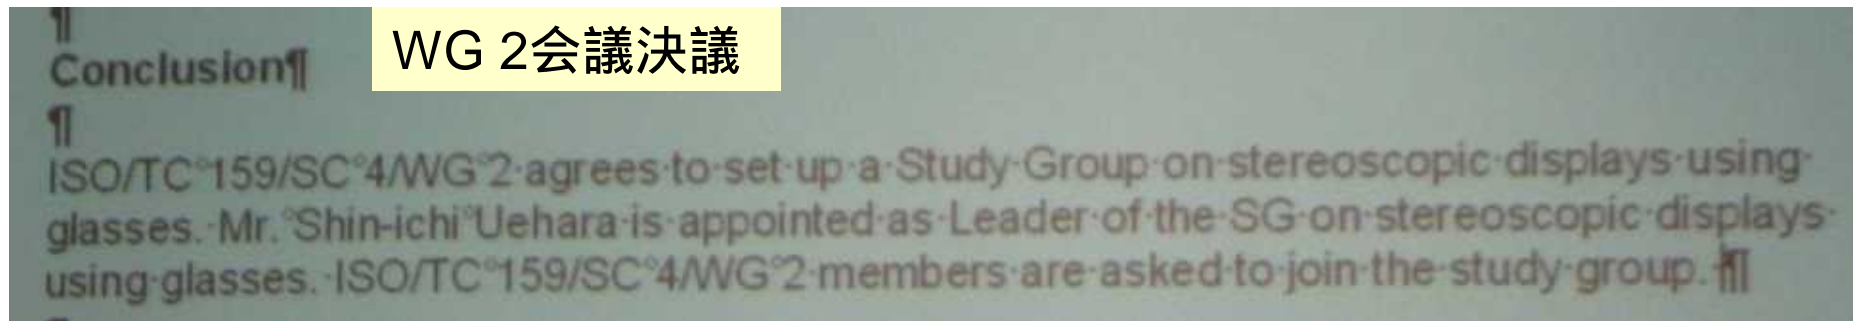 ¶
WG 2会議決議
Conclusion¶
¶
ISO/TC°159/SC°4/WG°2·agrees·to·set·up·a·Study·Group·on·stereoscopic·displays·using·
glasses.·Mr.°Shin-ichi°Uehara·is·appointed·as·Leader·of·the·SG·on·stereoscopic·displays·
using·glasses.·ISO/TC°159/SC°4/WG°2·members·are·asked·to·join·the·study·group.·¶